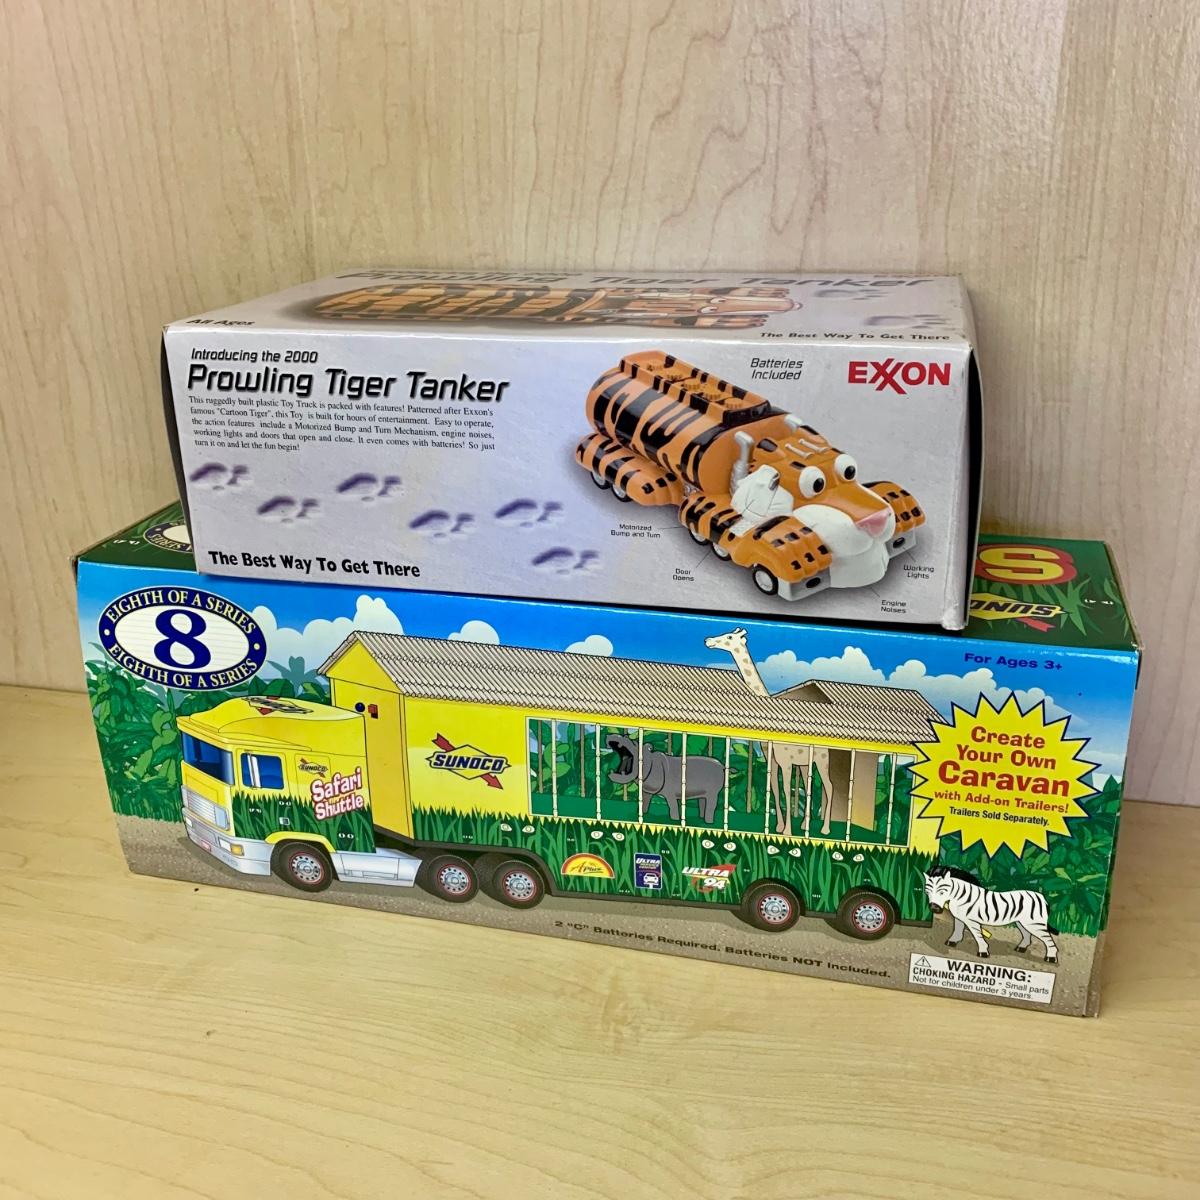 Prowling Tiger Tanker
All Ages
The Best Way To Get There
Introducing the 2000
Prowling Tiger Tanker
This ruggedly built plastic Toy Truck is packed with features! Patterned after Exxon's
famous "Cartoon Tiger", this Toy is built for hours of entertainment. Easy to operate,
the action features include a Motorized Bump and Turn Mechanism, engine noises,
working lights and doors that open and close. It even comes with batteries! So just
turn it on and let the fun begin!
Batteries
Included
EXXON
Motorized
Bump and Turn
Door
Opens
Working
Lights
Engine
Noises
The Best Way To Get There
S
SUNOCO
EIGHTH OF A SERIES
8
EIGHTH OF A SERIES
For Ages 3+
SUNOCO
Safari
Shuttle
SUNOCO
Create
Your Own
Caravan
with Add-on Trailers!
Trailers Sold Separately.
APlus
ULTRA
ULTRA
94
2 "C" Batteries Required. Batteries NOT Included.
WARNING:
CHOKING HAZARD - Small parts
Not for children under 3 years.